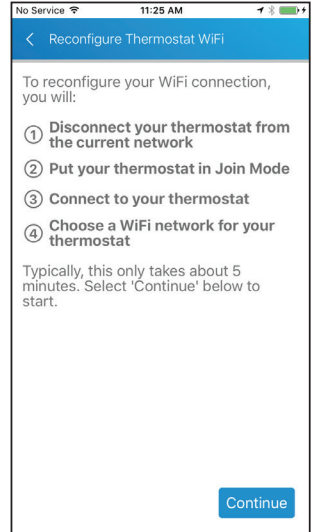 No Service 11:25 AM
Reconfigure Thermostat WiFi
To reconfigure your WiFi connection,
you will:
1 Disconnect your thermostat from
the current network
2 Put your thermostat in Join Mode
3 Connect to your thermostat
4 Choose a WiFi network for your
thermostat
Typically, this only takes about 5
minutes. Select 'Continue' below to
start.
Continue